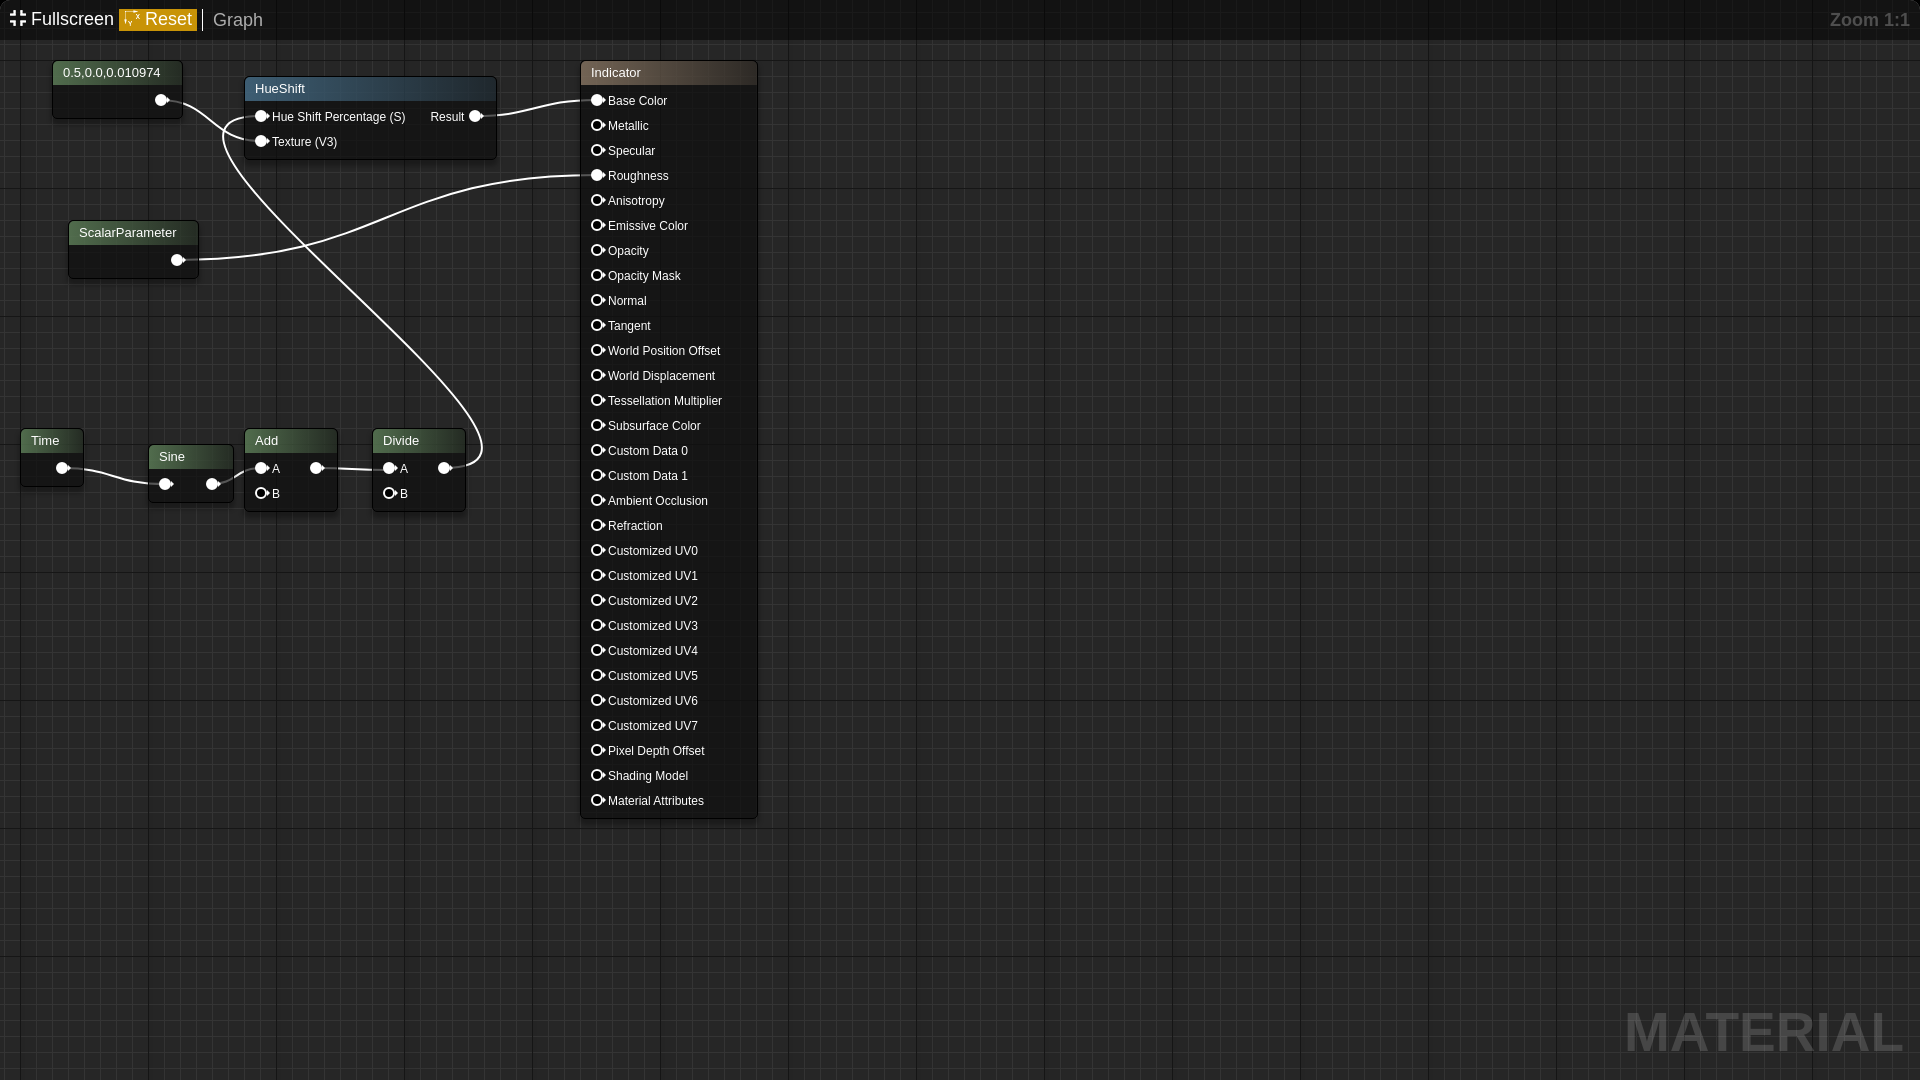 Fullscreen Reset Graph
Zoom 1:1
0.5,0.0,0.010974
HueShift
Hue Shift Percentage (S) Result
Texture (V3)
ScalarParameter
Time
Sine
Add
A
B
Divide
A
B
Indicator
Base Color
Metallic
Specular
Roughness
Anisotropy
Emissive Color
Opacity
Opacity Mask
Normal
Tangent
World Position Offset
World Displacement
Tessellation Multiplier
Subsurface Color
Custom Data 0
Custom Data 1
Ambient Occlusion
Refraction
Customized UV0
Customized UV1
Customized UV2
Customized UV3
Customized UV4
Customized UV5
Customized UV6
Customized UV7
Pixel Depth Offset
Shading Model
Material Attributes
MATERIAL